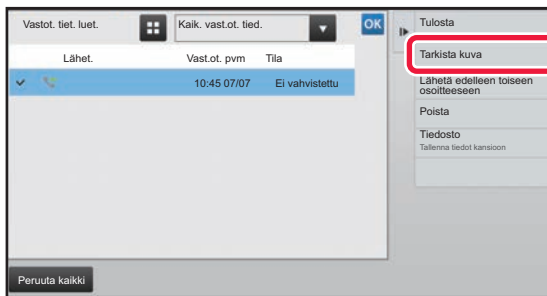 Vastot. tiet. luet.
Kaik. vast.ot. tied.
OK
Lähet.
Vast.ot. pvm
Tila
10:45 07/07
Ei vahvistettu
Tulosta
Tarkista kuva
Lähetä edelleen toiseen
osoitteeseen
Poista
Tiedosto
Tallenna tiedot kansioon
Peruuta kaikki